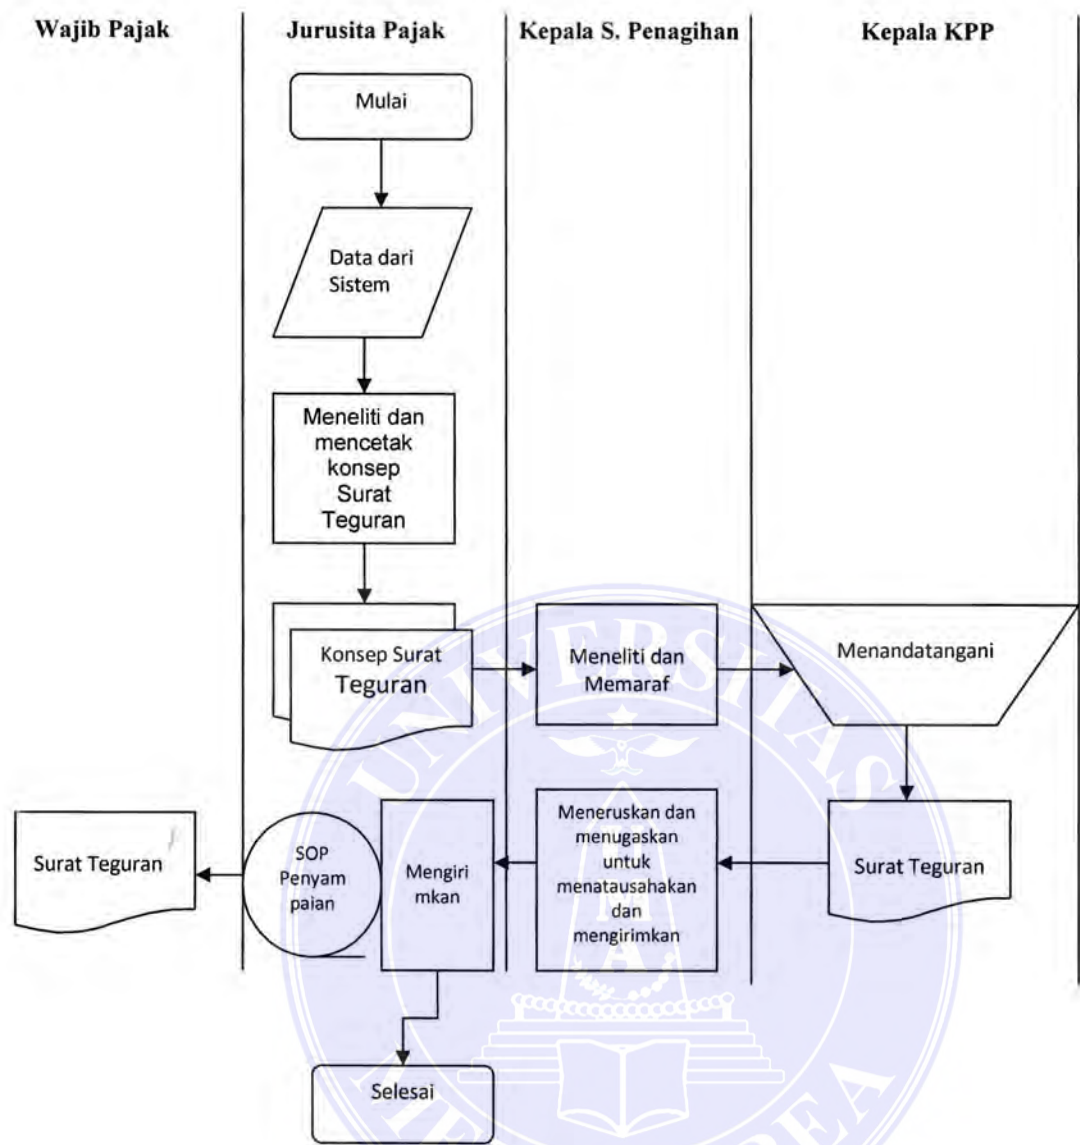 Wajib Pajak
Jurusita Pajak
Kepala S. Penagihan
Kepala KPP
Mulai
Data dari
Sistem
Meneliti dan
mencetak
konsep
Surat
Teguran
Konsep Surat
Teguran
Meneliti dan
Memaraf
Menandatangani
Surat Teguran
Meneruskan dan
menugaskan
untuk
menatausahakan
dan
mengirimkan
Mengiri
mkan
SOP
Penyam
paian
Surat Teguran
Selesai
UNIVERSITAS